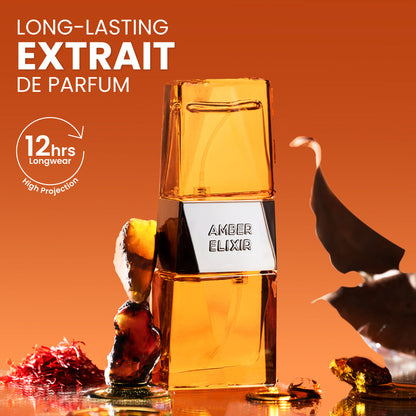 LONG-LASTING
EXTRAIT
DE PARFUM
12hrs
Longwear
High Projection
AMBER
ELIXIR